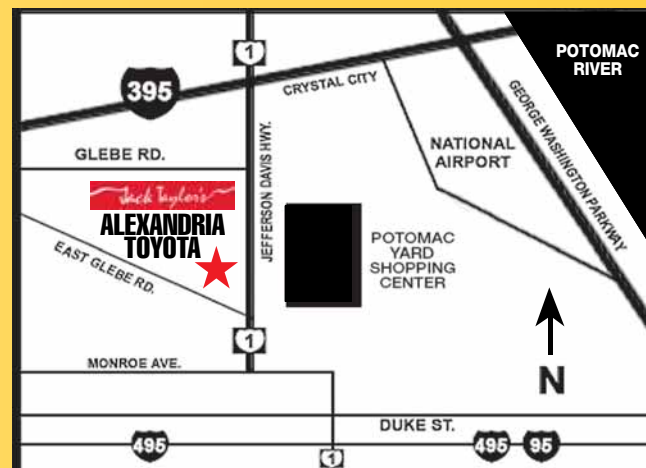 1
POTOMAC
RIVER
395
CRYSTAL CITY
GEORGE WASHINGTON PARKWAY
GLEBE RD.
JEFFERSON DAVIS HWY.
NATIONAL
AIRPORT
Jack Taylor's
ALEXANDRIA
TOYOTA
EAST GLEBE RD.
POTOMAC
YARD
SHOPPING
CENTER
1
MONROE AVE.
N
DUKE ST.
495
1
495
95